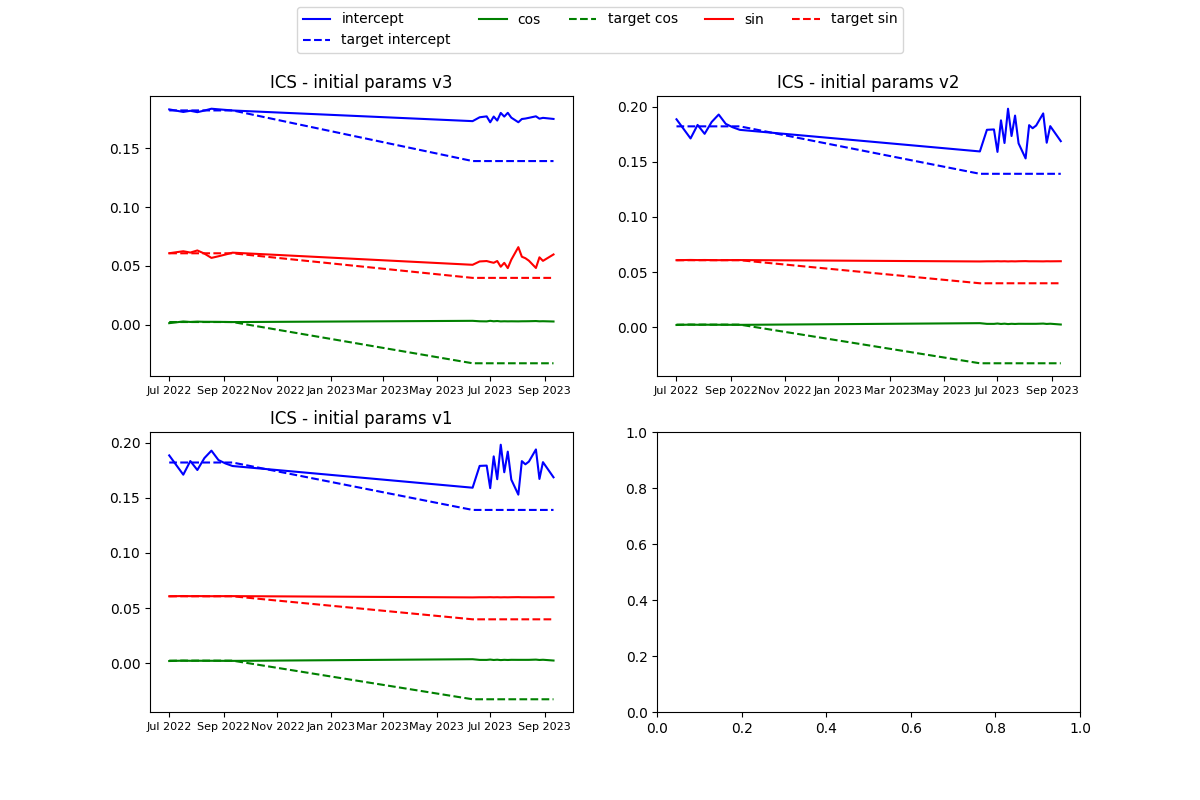 intercept cos target cos sin target sin
target intercept
ICS - initial params v3
0.15
0.10
0.05
0.00
Jul 2022 Sep 2022 Nov 2022 Jan 2023 Mar 2023 May 2023 Jul 2023 Sep 2023
ICS - initial params v2
0.20
0.15
0.10
0.05
0.00
Jul 2022 Sep 2022 Nov 2022 Jan 2023 Mar 2023 May 2023 Jul 2023 Sep 2023
ICS - initial params v1
0.20
0.15
0.10
0.05
0.00
Jul 2022 Sep 2022 Nov 2022 Jan 2023 Mar 2023 May 2023 Jul 2023 Sep 2023
1.0
0.8
0.6
0.4
0.2
0.0
0.0 0.2 0.4 0.6 0.8 1.0